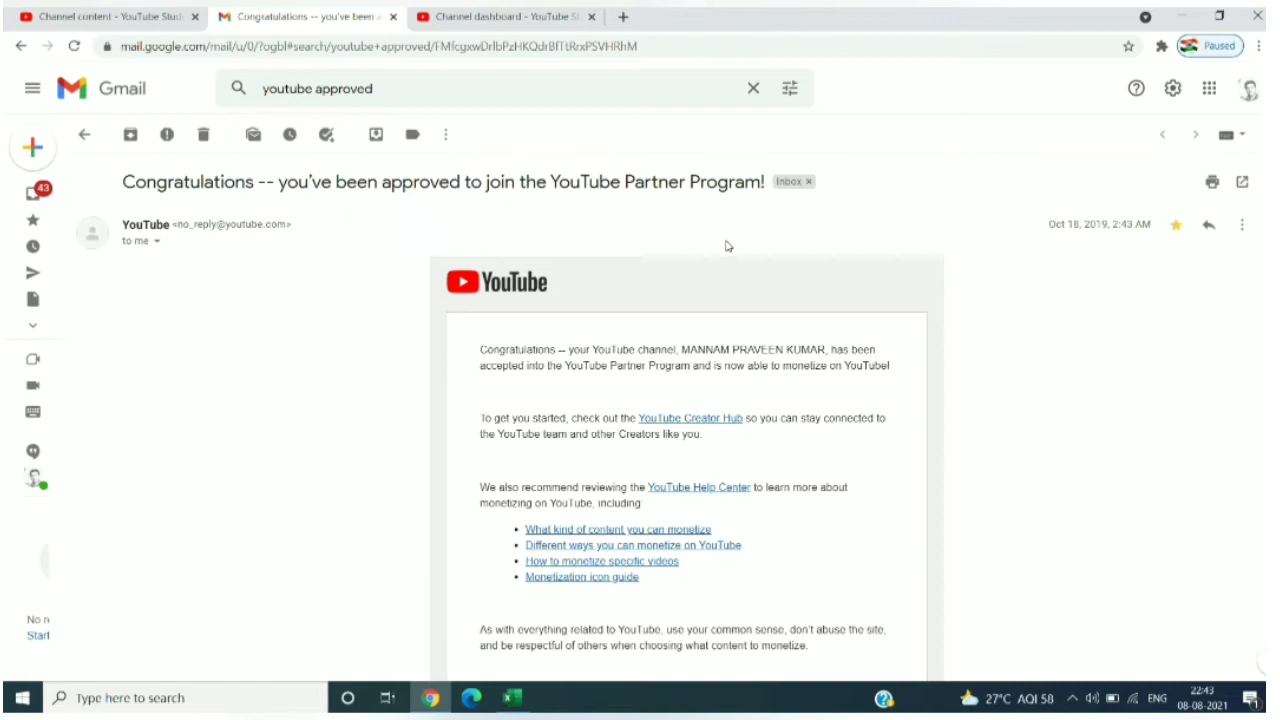 Channel content - YouTube Studi
Congratulations -- you've been a
Channel dashboard - YouTube St
mail.google.com/mail/u/0/?ogbl#search/youtube+approved/FMfcgxwDrlbPzHKQdrBfTtRrxPSVHRhM
Paused
Gmail
youtube approved
43
Congratulations -- you've been approved to join the YouTube Partner Program!
Inbox ×
YouTube <no_reply@youtube.com>
Oct 18, 2019, 2:43 AM
to me
YouTube
Congratulations -- your YouTube channel, MANNAM PRAVEEN KUMAR, has been
accepted into the YouTube Partner Program and is now able to monetize on YouTube!
To get you started, check out the YouTube Creator Hub so you can stay connected to
the YouTube team and other Creators like you.
We also recommend reviewing the YouTube Help Center to learn more about
monetizing on YouTube, including
• What kind of content you can monetize
• Different ways you can monetize on YouTube
• How to monetize specific videos
• Monetization icon guide
As with everything related to YouTube, use your common sense, don't abuse the site,
and be respectful of others when choosing what content to monetize.
No r
Start
Type here to search
27°C AQI 58
ENG
22:43
08-08-2021
1